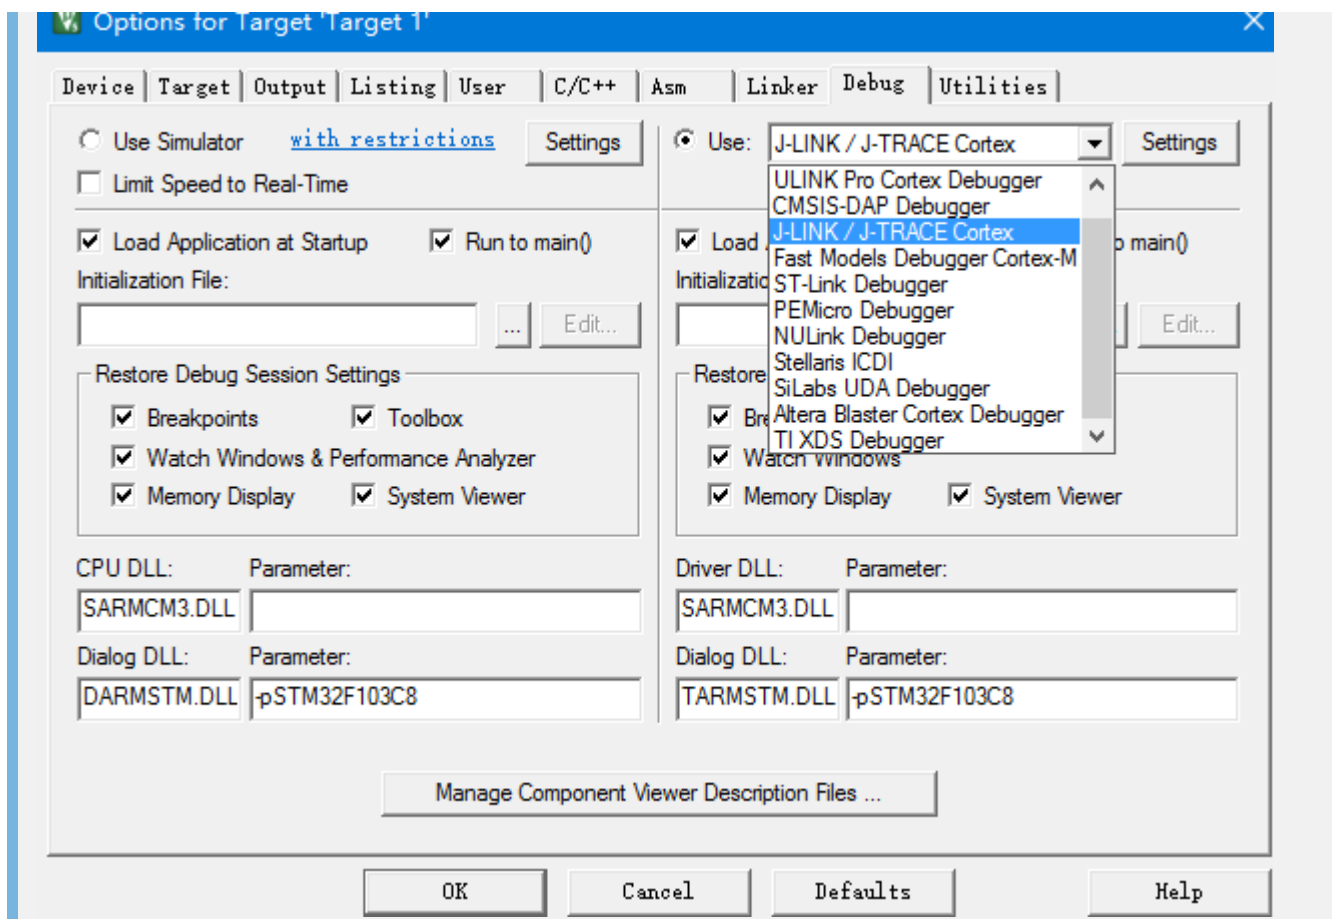 Options for Target 'Target 1'
Device Target Output Listing User C/C++ Asm Linker Debug Utilities
Use Simulator with restrictions Settings
Limit Speed to Real-Time
Load Application at Startup Run to main()
Initialization File:
... Edit...
Restore Debug Session Settings
Breakpoints Toolbox
Watch Windows & Performance Analyzer
Memory Display System Viewer
CPU DLL: Parameter:
SARMCM3.DLL
Dialog DLL: Parameter:
DARMSTM.DLL -pSTM32F103C8
Use: J-LINK / J-TRACE Cortex Settings
ULINK Pro Cortex Debugger
CMSIS-DAP Debugger
J-LINK / J-TRACE Cortex
Fast Models Debugger Cortex-M
ST-Link Debugger
PEMicro Debugger
NULink Debugger
Stellaris ICDI
SiLabs UDA Debugger
Altera Blaster Cortex Debugger
TI XDS Debugger
Load o main()
Initializatio
Edit...
Restore
Bre
Watch Windows
Memory Display System Viewer
Driver DLL: Parameter:
SARMCM3.DLL
Dialog DLL: Parameter:
TARMSTM.DLL -pSTM32F103C8
Manage Component Viewer Description Files ...
OK Cancel Defaults Help